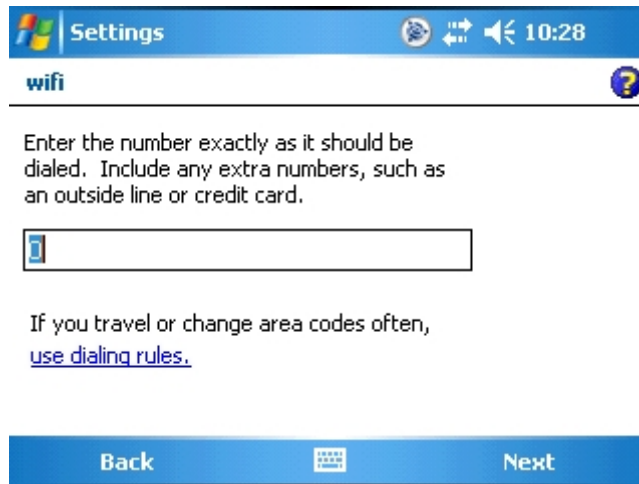 Settings 10:28
wifi
Enter the number exactly as it should be
dialed. Include any extra numbers, such as
an outside line or credit card.
If you travel or change area codes often,
use dialing rules.
Back Next